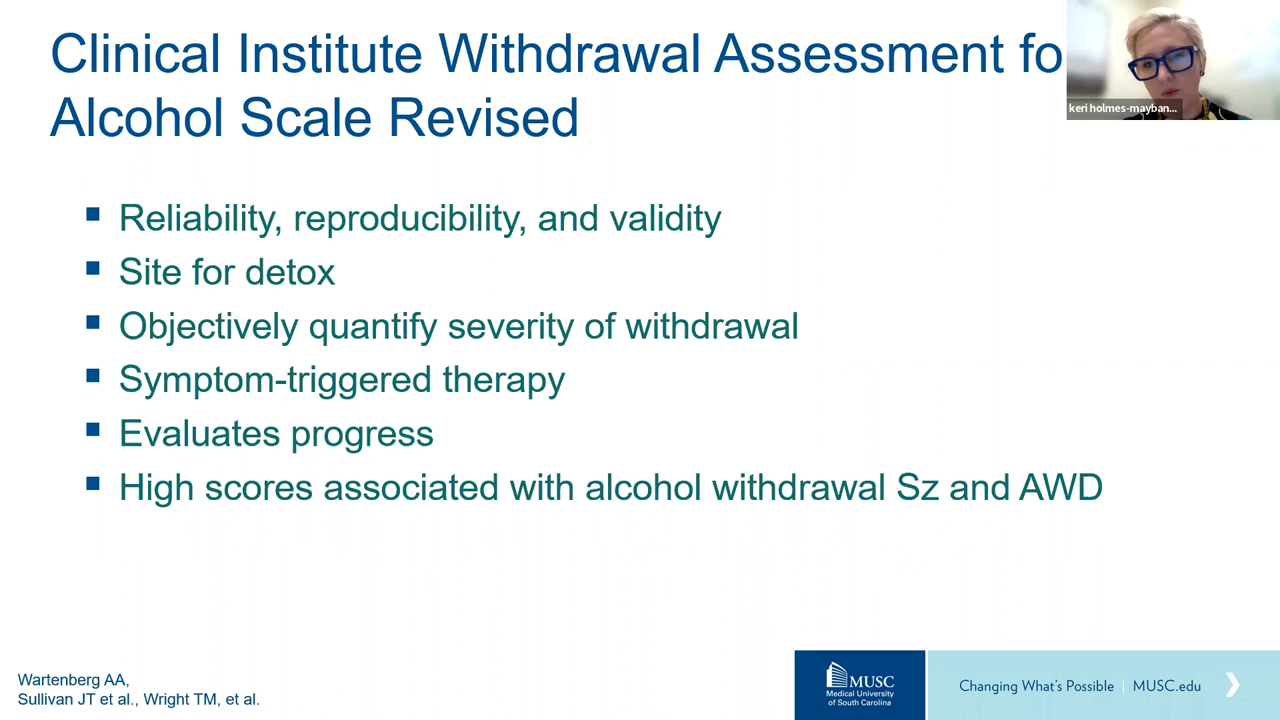 Clinical Institute Withdrawal Assessment fo
Alcohol Scale Revised
keri holmes-mayban...
Reliability, reproducibility, and validity
Site for detox
Objectively quantify severity of withdrawal
Symptom-triggered therapy
Evaluates progress
High scores associated with alcohol withdrawal Sz and AWD
Wartenberg AA,
Sullivan JT et al., Wright TM, et al.
MUSC
Medical University
of South Carolina
Changing What's Possible | MUSC.edu